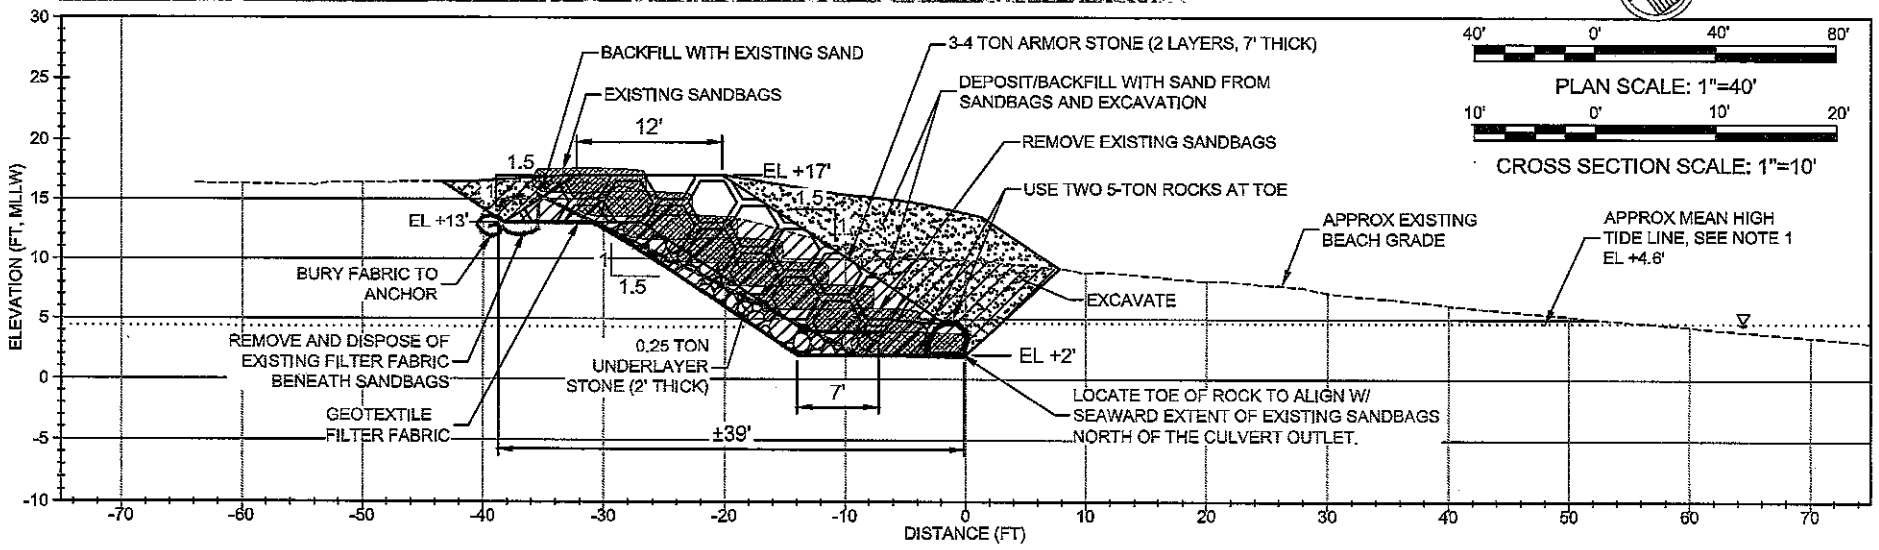 30
25
20
15
10
5
0
-5
-10
ELEVATION (FT, MLLW)
-70
-60
-50
-40
-30
-20
-10
0
10
20
30
40
50
60
70
DISTANCE (FT)
BACKFILL WITH EXISTING SAND
EXISTING SANDBAGS
12'
1.5
EL +17'
EL +13'
BURY FABRIC TO
ANCHOR
REMOVE AND DISPOSE OF
EXISTING FILTER FABRIC
BENEATH SANDBAGS
GEOTEXTILE
FILTER FABRIC
1
1.5
0.25 TON
UNDERLAYER
STONE (2' THICK)
7'
±39'
3-4 TON ARMOR STONE (2 LAYERS, 7' THICK)
DEPOSIT/BACKFILL WITH SAND FROM
SANDBAGS AND EXCAVATION
REMOVE EXISTING SANDBAGS
USE TWO 5-TON ROCKS AT TOE
1.5
1
EXCAVATE
EL +2'
LOCATE TOE OF ROCK TO ALIGN W/
SEAWARD EXTENT OF EXISTING SANDBAGS
NORTH OF THE CULVERT OUTLET.
APPROX EXISTING
BEACH GRADE
APPROX MEAN HIGH
TIDE LINE, SEE NOTE 1
EL +4.6'
40' 0' 40' 80'
PLAN SCALE: 1"=40'
10' 0' 10' 20'
CROSS SECTION SCALE: 1"=10'